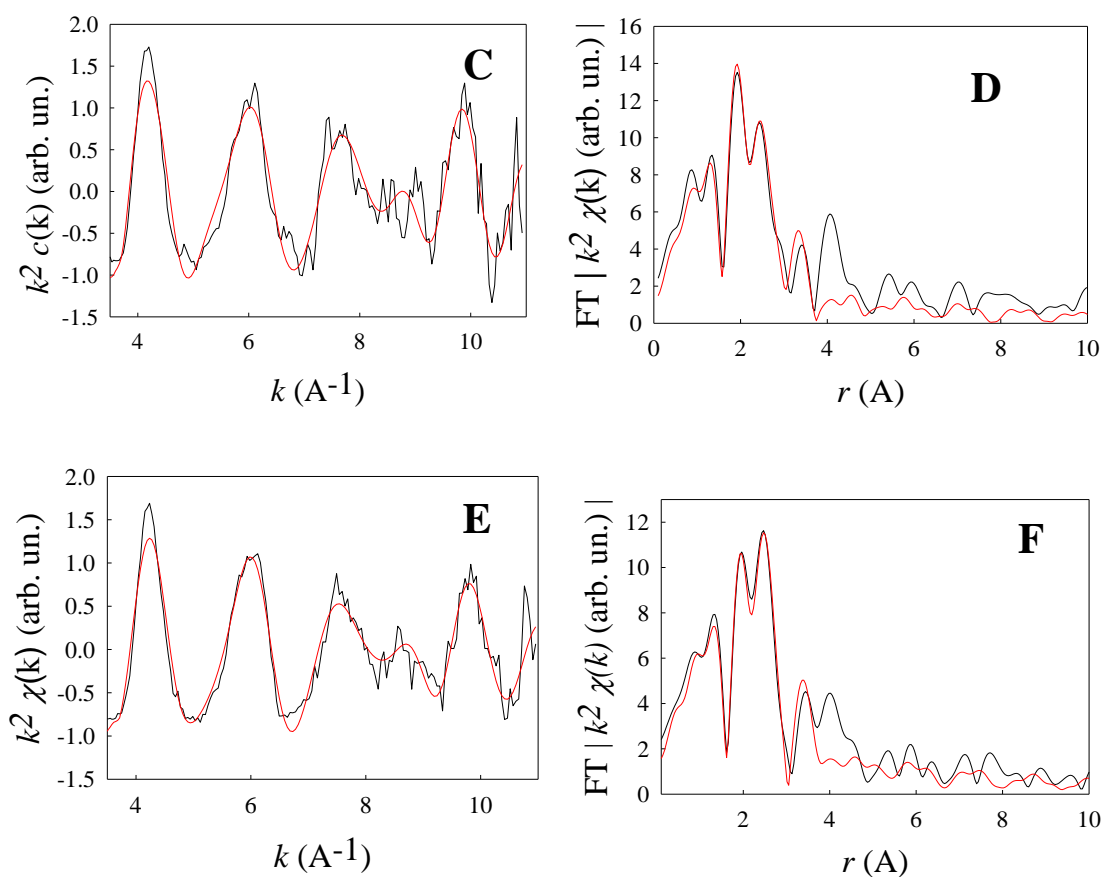 C
2.0
1.5
1.0
0.5
0.0
-0.5
-1.0
-1.5
k² c(k) (arb. un.)
4 6 8 10
k (A⁻¹)
D
16
14
12
10
8
6
4
2
0
FT | k² χ(k) (arb. un.) |
0 2 4 6 8 10
r (A)
E
2.0
1.5
1.0
0.5
0.0
-0.5
-1.0
-1.5
k² χ(k) (arb. un.)
4 6 8 10
k (A⁻¹)
F
12
10
8
6
4
2
0
FT | k² χ(k) (arb. un.) |
2 4 6 8 10
r (A)